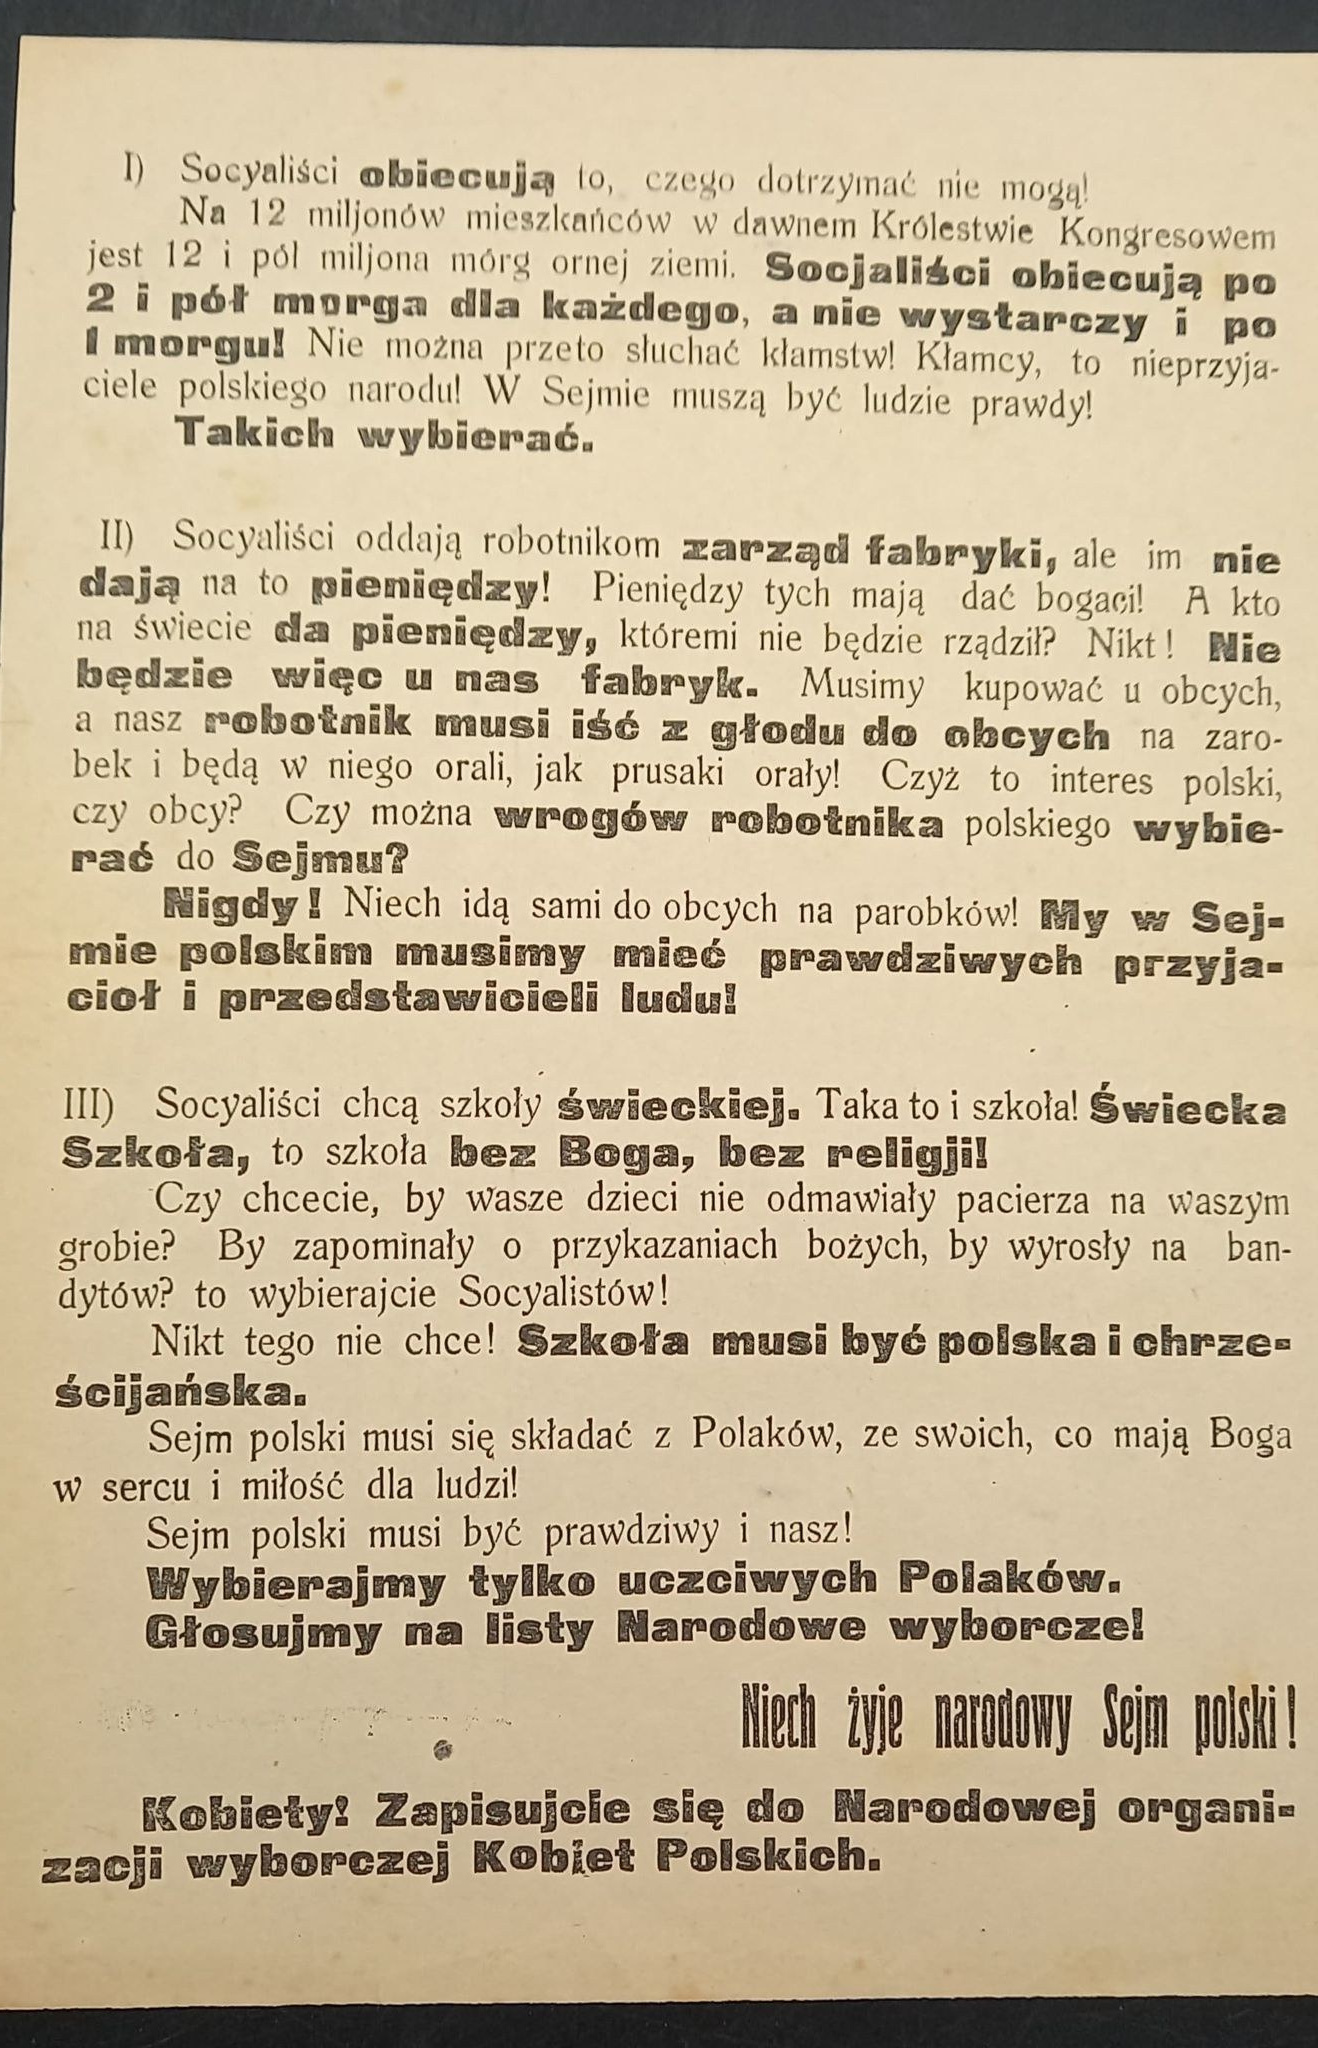 I) Socyaliści obiecują to, czego dotrzymać nie mogą!
Na 12 miljonów mieszkańców w dawnem Królestwie Kongresowem
jest 12 i pół miljona mórg ornej ziemi. Socjaliści obiecują po
2 i pół morga dla każdego, a nie wystarczy i po
1 morgu! Nie można przeto słuchać kłamstw! Kłamcy, to nieprzyja-
ciele polskiego narodu! W Sejmie muszą być ludzie prawdy!
Takich wybierać.
II) Socyaliści oddają robotnikom zarząd fabryki, ale im nie
dają na to pieniędzy! Pieniędzy tych mają dać bogaci! A kto
na świecie da pieniędzy, któremi nie będzie rządził? Nikt! Nie
będzie więc u nas fabryk. Musimy kupować u obcych,
a nasz robotnik musi iść z głodu do obcych na zaro-
bek i będą w niego orali, jak prusaki orały! Czyż to interes polski,
czy obcy? Czy można wrogów robotnika polskiego wybie-
rać do Sejmu?
Nigdy! Niech idą sami do obcych na parobków! My w Sej-
mie polskim musimy mieć prawdziwych przyja-
cioł i przedstawicieli ludu!
III) Socyaliści chcą szkoły świeckiej. Taka to i szkoła! Świecka
Szkoła, to szkoła bez Boga, bez religji!
Czy chcecie, by wasze dzieci nie odmawiały pacierza na waszym
grobie? By zapominały o przykazaniach bożych, by wyrosły na ban-
dytów? to wybierajcie Socyalistów!
Nikt tego nie chce! Szkoła musi być polska i chrze-
ścijańska.
Sejm polski musi się składać z Polaków, ze swoich, co mają Boga
w sercu i miłość dla ludzi!
Sejm polski musi być prawdziwy i nasz!
Wybierajmy tylko uczciwych Polaków.
Głosujmy na listy Narodowe wyborcze!
Niech żyje narodowy Sejm polski!
Kobiety! Zapisujcie się do Narodowej organi-
zacji wyborczej Kobiet Polskich.